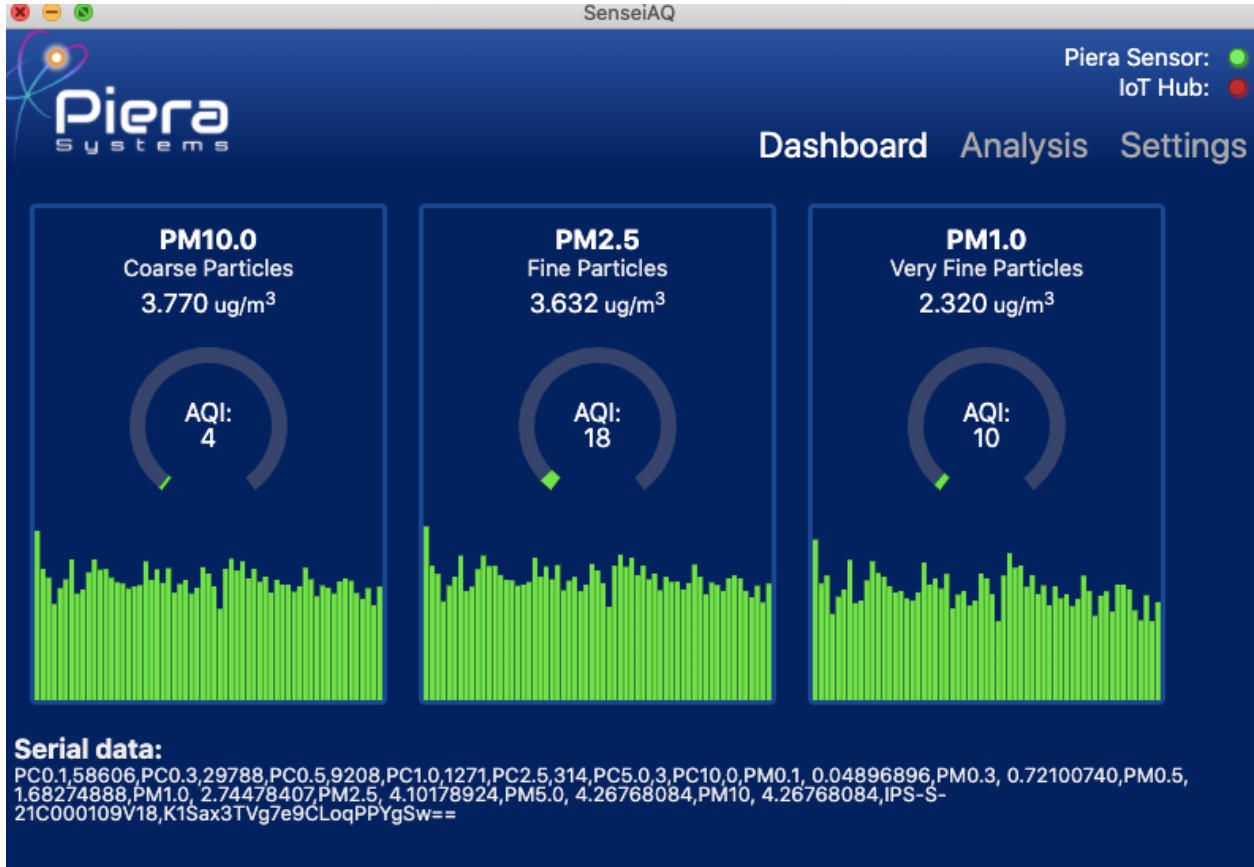 SenseiAQ
Piera
Systems
Piera Sensor:
IoT Hub:
Dashboard Analysis Settings
PM10.0
Coarse Particles
3.770 ug/m³
AQI:
4
PM2.5
Fine Particles
3.632 ug/m³
AQI:
18
PM1.0
Very Fine Particles
2.320 ug/m³
AQI:
10
Serial data:
PC0.1,58606,PC0.3,29788,PC0.5,9208,PC1.0,1271,PC2.5,314,PC5.0,3,PC10,0,PM0.1, 0.04896896,PM0.3, 0.72100740,PM0.5,
1.68274888,PM1.0, 2.74478407,PM2.5, 4.10178924,PM5.0, 4.26768084,PM10, 4.26768084,IPS-S-
21C000109V18,K1Sax3TVg7e9CLoqPPYgSw==